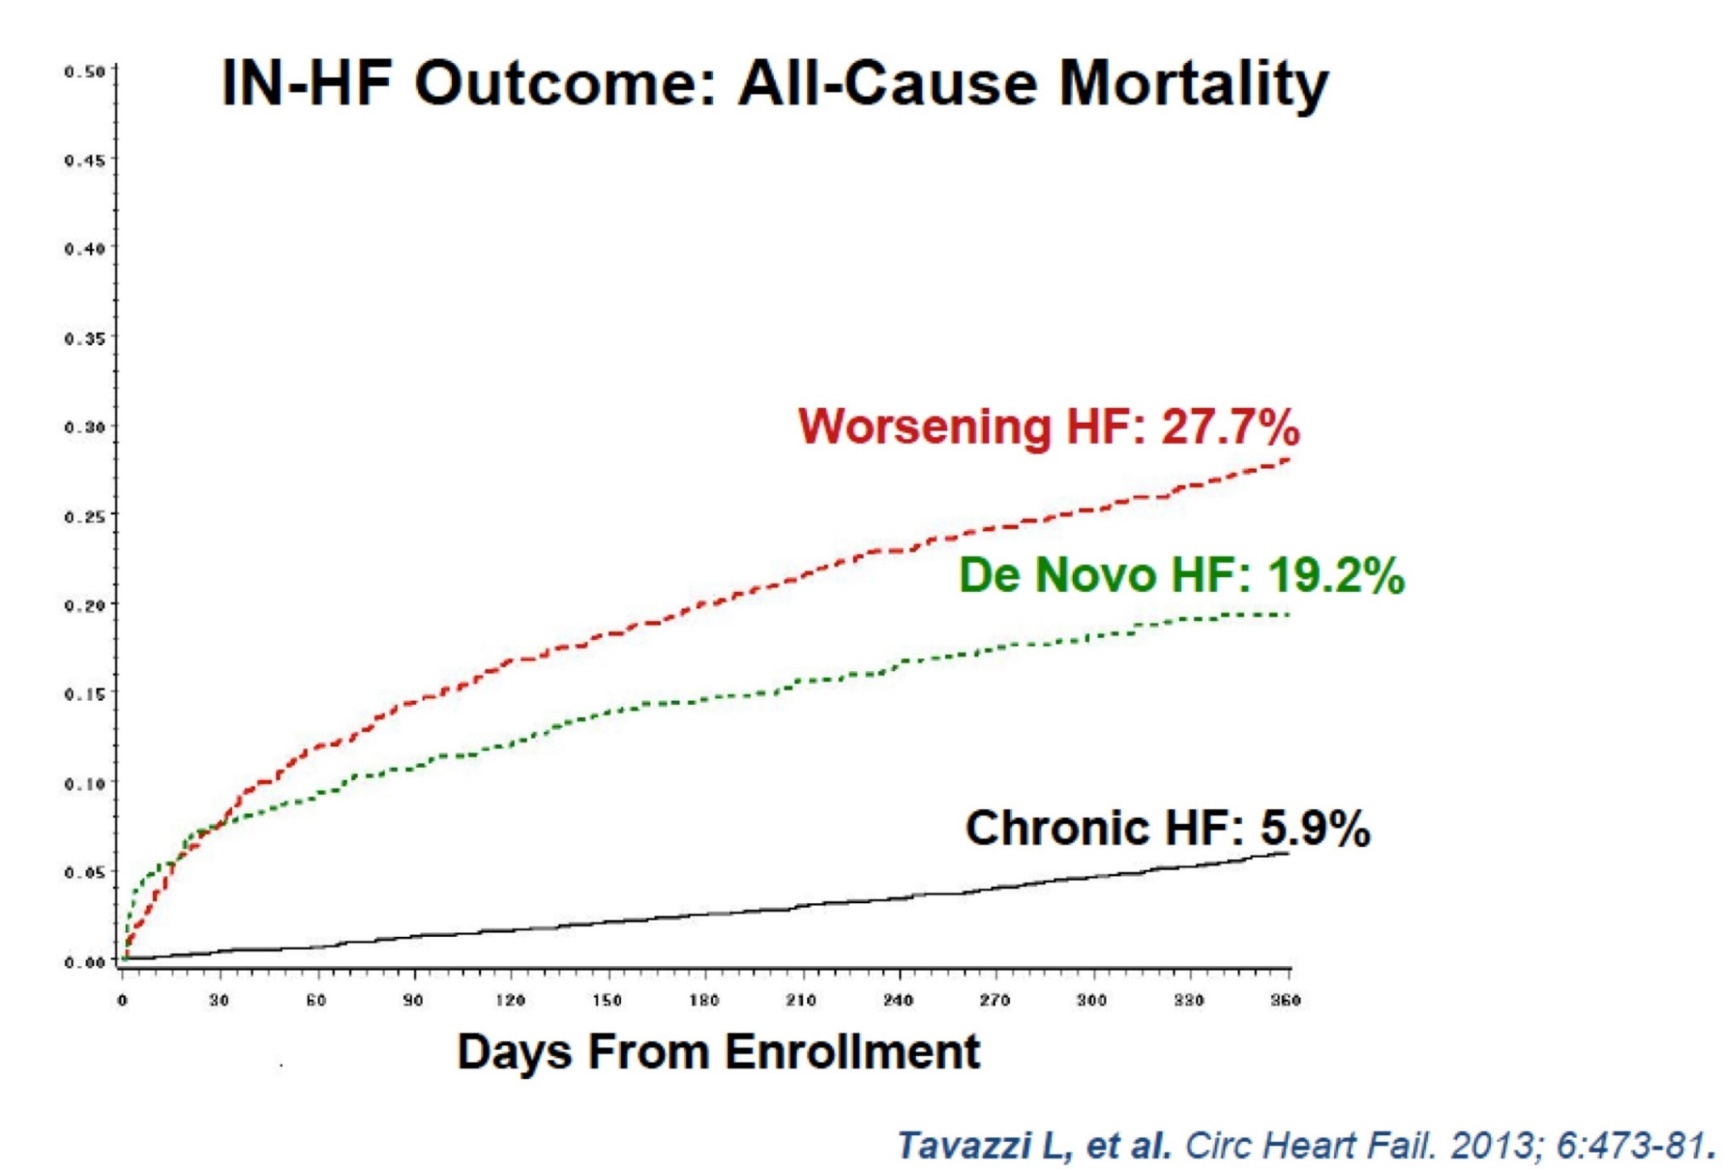 IN-HF Outcome: All-Cause Mortality
0.50
0.45
0.40
0.35
0.30
0.25
0.20
0.15
0.10
0.05
0.00
Worsening HF: 27.7%
De Novo HF: 19.2%
Chronic HF: 5.9%
0 30 60 90 120 150 180 210 240 270 300 330 360
Days From Enrollment
Tavazzi L, et al. Circ Heart Fail. 2013; 6:473-81.